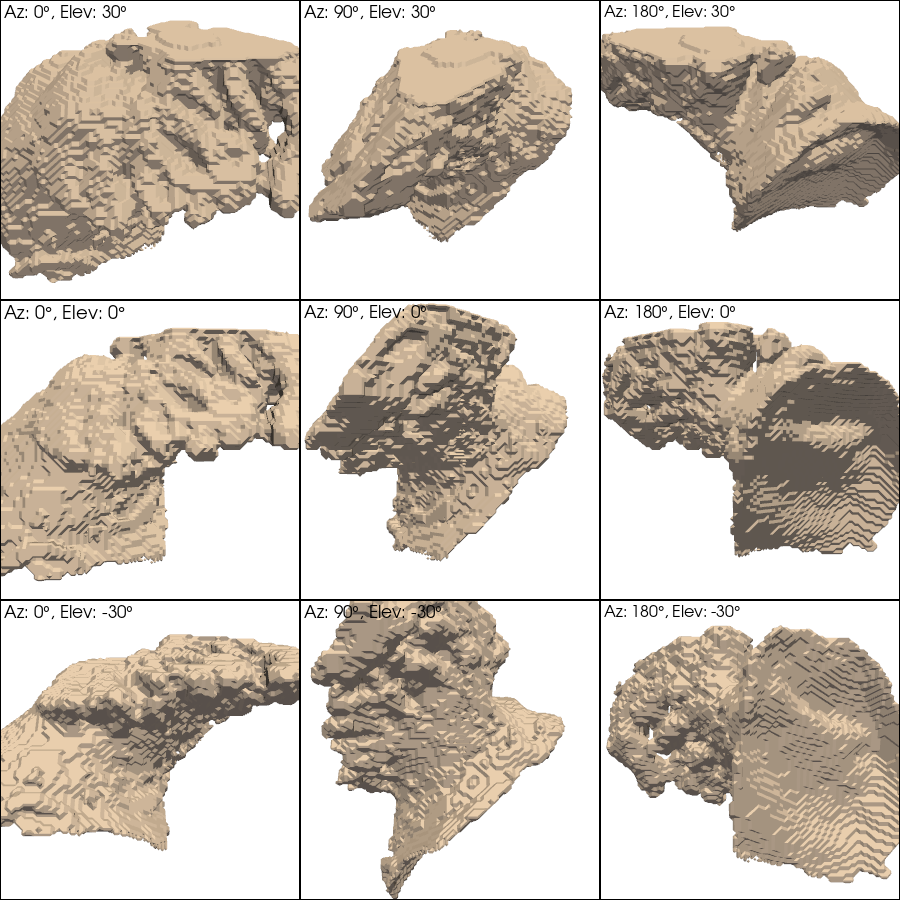 Az: 0°, Elev: 30°
Az: 90°, Elev: 30°
Az: 180°, Elev: 30°
Az: 0°, Elev: 0°
Az: 90°, Elev: 0°
Az: 180°, Elev: 0°
Az: 0°, Elev: -30°
Az: 90°, Elev: -30°
Az: 180°, Elev: -30°